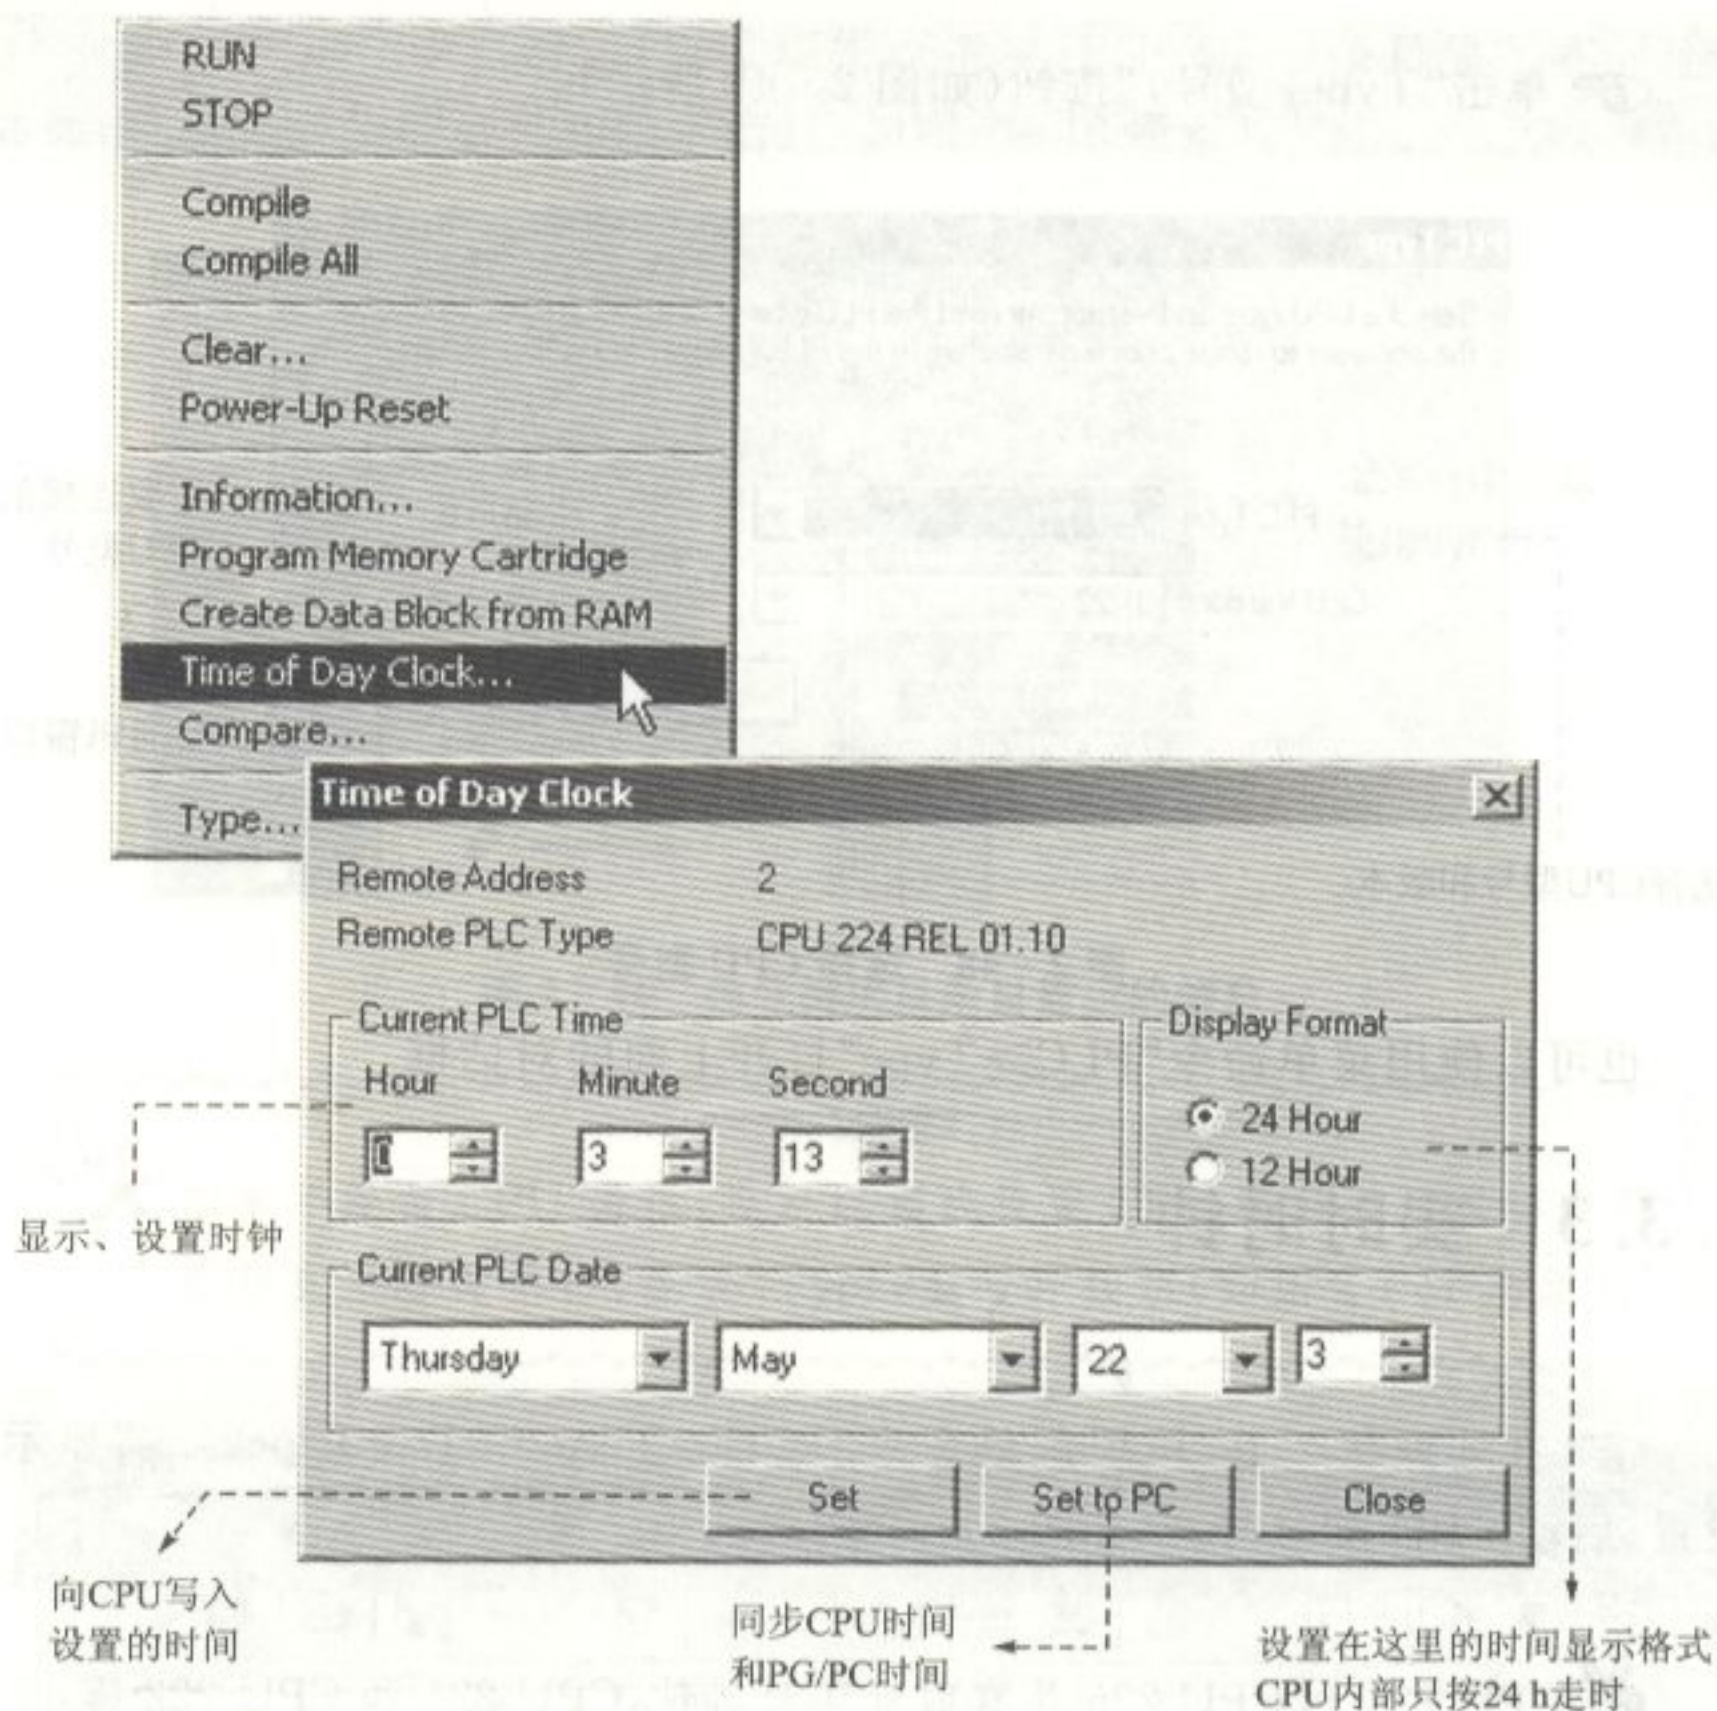 RUN
STOP
Compile
Compile All
Clear...
Power-Up Reset
Information...
Program Memory Cartridge
Create Data Block from RAM
Time of Day Clock...
Compare...
Type...
Time of Day Clock
Remote Address 2
Remote PLC Type CPU 224 REL 01.10
Current PLC Time
Display Format
Hour Minute Second
24 Hour
3 13
12 Hour
显示、设置时钟
Current PLC Date
Thursday May 22 3
Set Set to PC Close
向CPU写入
设置的时间
同步CPU时间
和PG/PC时间
设置在这里的时间显示格式
CPU内部只按24 h走时